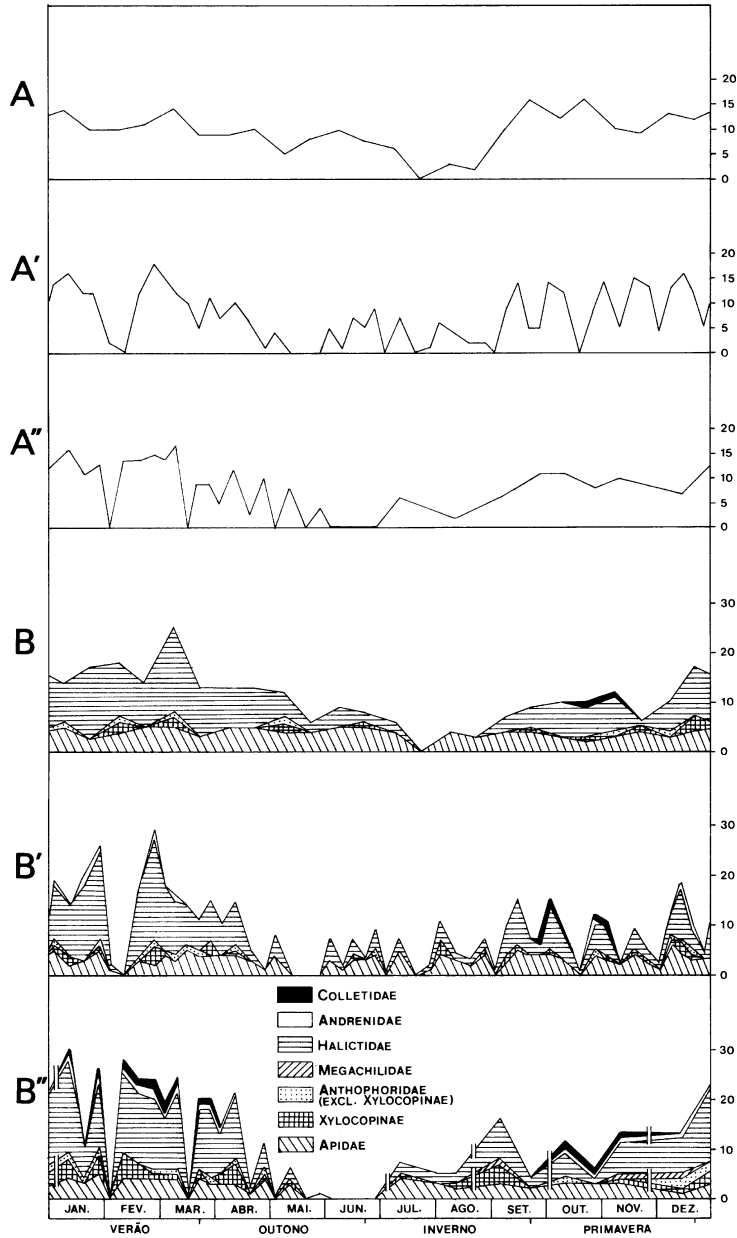 A
20
15
10
5
0
A'
20
15
10
5
0
A"
20
15
10
5
0
B
30
20
10
0
B'
30
20
10
0
B"
30
20
10
0
COLLETIDAE
ANDRENIDAE
HALICTIDAE
MEGACHILIDAE
ANTHOPHORIDAE
(EXCL. XYLOCOPINAE)
XYLOCOPINAE
APIDAE
JAN. FEV. MAR. ABR. MAI. JUN. JUL. AGO. SET. OUT. NOV. DEZ.
VERÃO OUTONO INVERNO PRIMAVERA